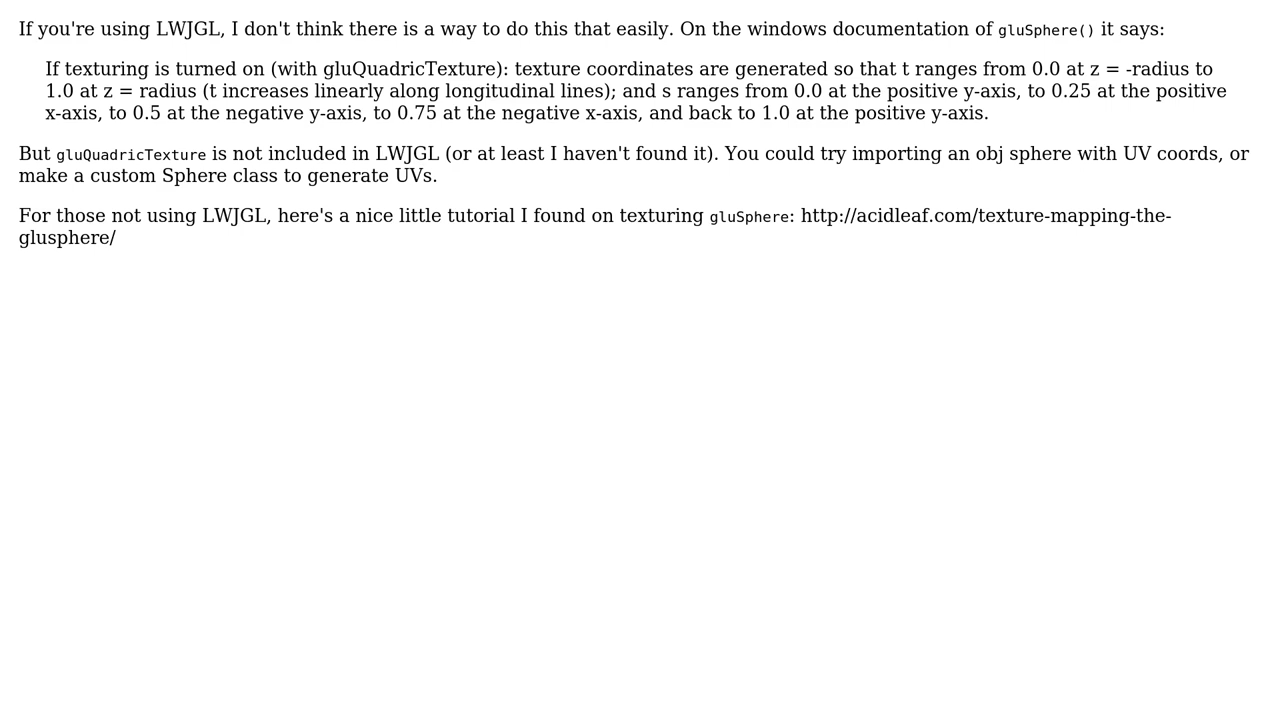 If you're using LWJGL, I don't think there is a way to do this that easily. On the windows documentation of gluSphere() it says:
If texturing is turned on (with gluQuadricTexture): texture coordinates are generated so that t ranges from 0.0 at z = -radius to
1.0 at z = radius (t increases linearly along longitudinal lines); and s ranges from 0.0 at the positive y-axis, to 0.25 at the positive
x-axis, to 0.5 at the negative y-axis, to 0.75 at the negative x-axis, and back to 1.0 at the positive y-axis.
But gluQuadricTexture is not included in LWJGL (or at least I haven't found it). You could try importing an obj sphere with UV coords, or
make a custom Sphere class to generate UVs.
For those not using LWJGL, here's a nice little tutorial I found on texturing gluSphere: http://acidleaf.com/texture-mapping-the-
glusphere/